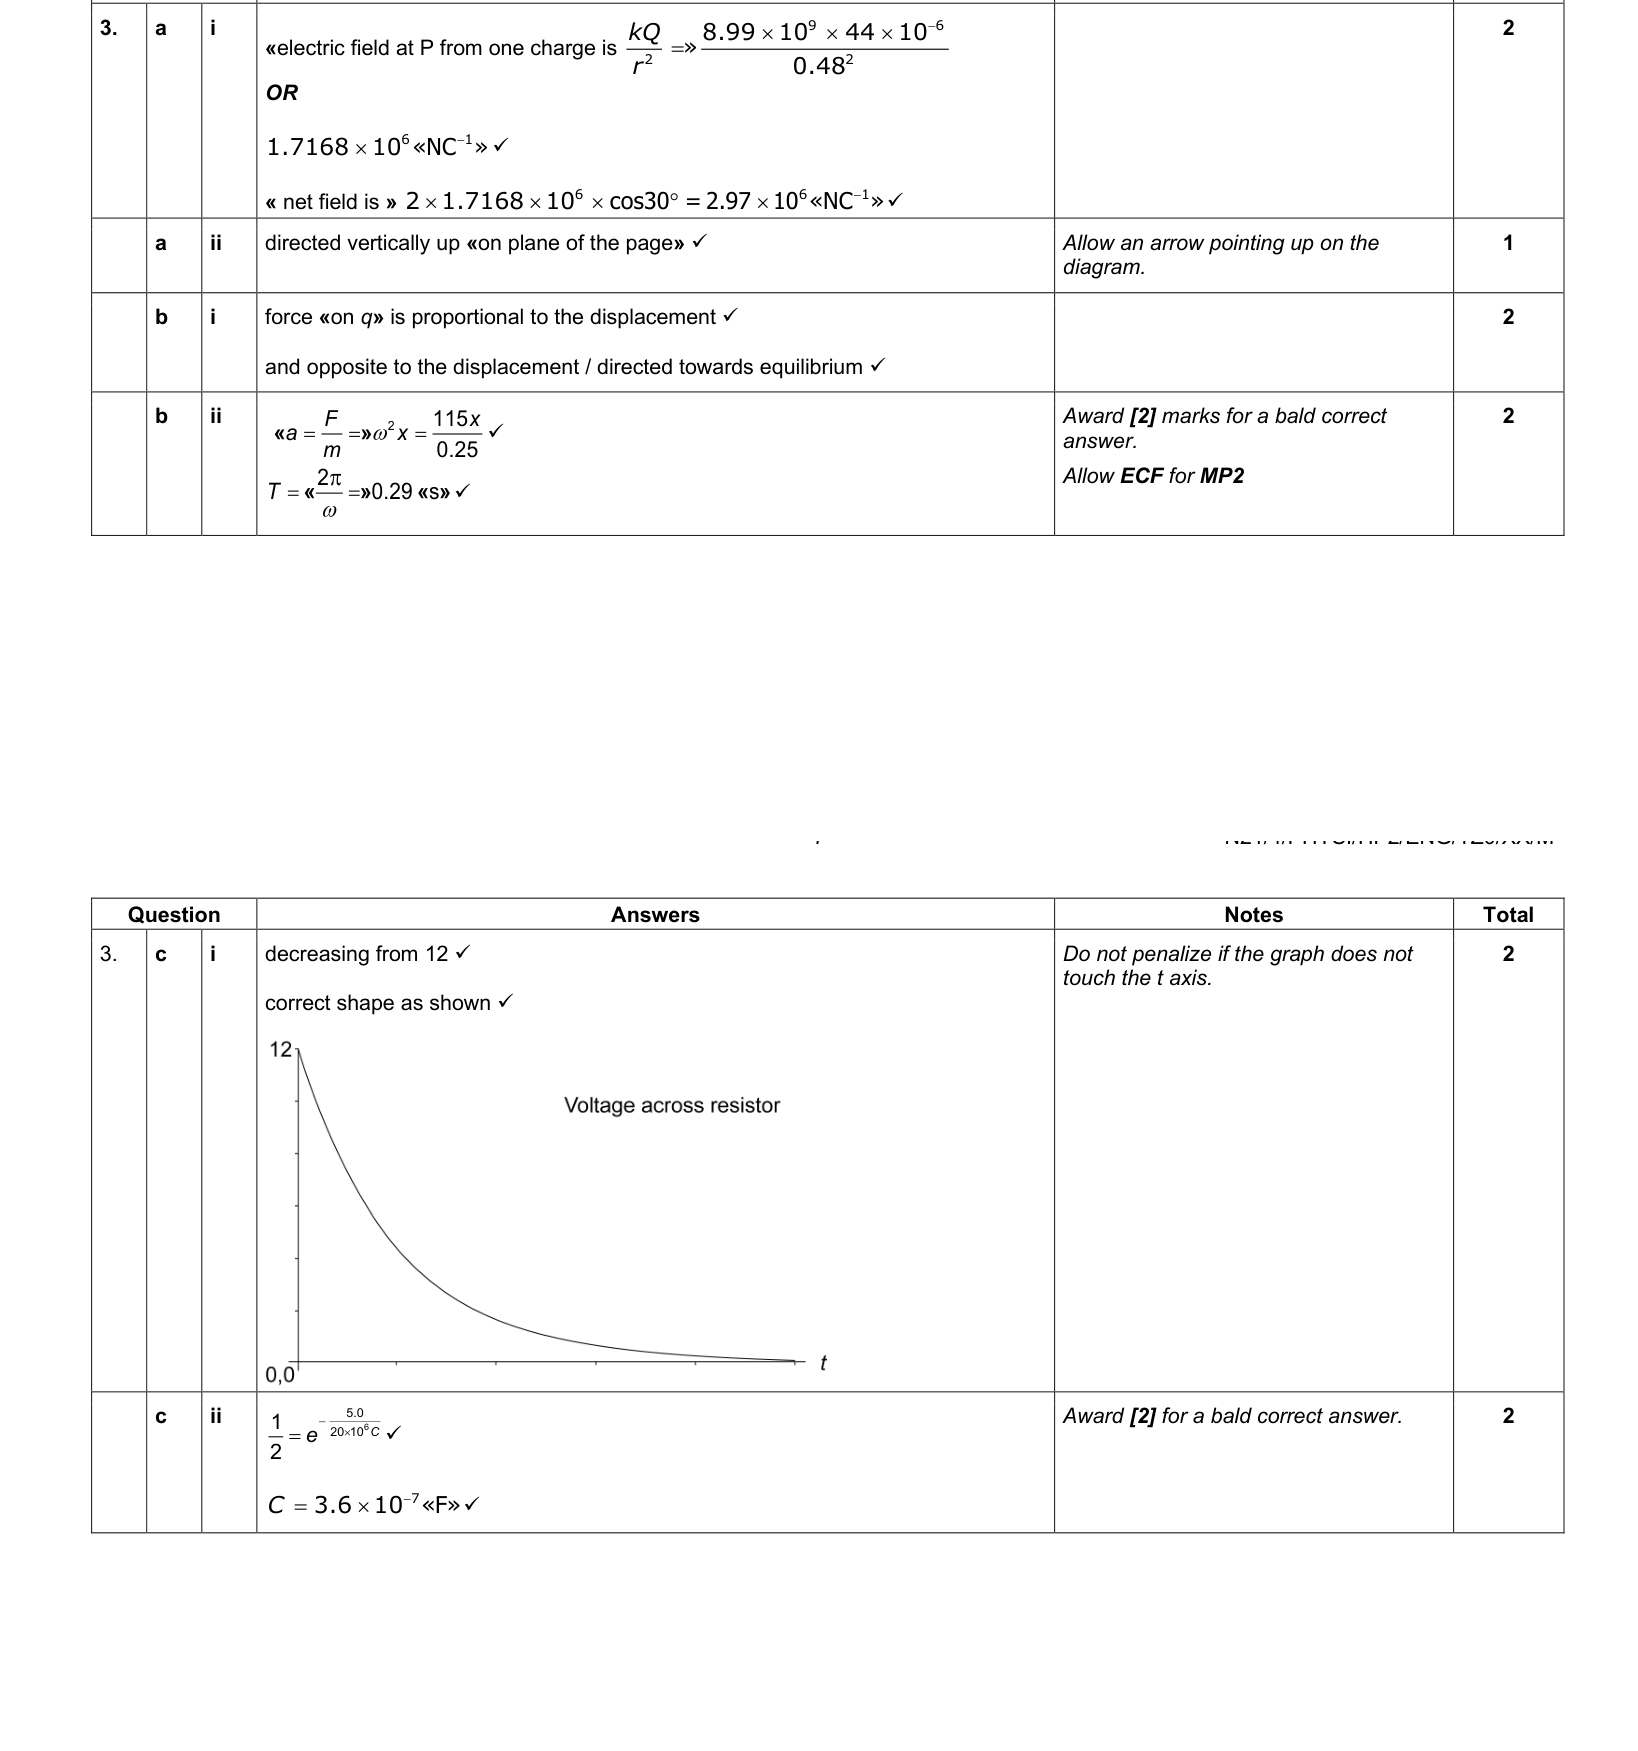 3. a i «electric field at P from one charge is kQ/r² =» 8.99 × 10⁹ × 44 × 10⁻⁶ / 0.48² 2
OR
1.7168 × 10⁶ «NC⁻¹» ✓
« net field is » 2 × 1.7168 × 10⁶ × cos30° = 2.97 × 10⁶ «NC⁻¹» ✓
a ii directed vertically up «on plane of the page» ✓ Allow an arrow pointing up on the 1
diagram.
b i force «on q» is proportional to the displacement ✓ 2
and opposite to the displacement / directed towards equilibrium ✓
b ii «a = F/m =» ω²x = 115x/0.25 ✓ Award [2] marks for a bald correct 2
answer.
Allow ECF for MP2
T = «2π/ω =» 0.29 «s» ✓
Question Answers Notes Total
3. c i decreasing from 12 ✓ Do not penalize if the graph does not 2
touch the t axis.
correct shape as shown ✓
12
Voltage across resistor
0,0 t
c ii 1/2 = e^(−5.0/(20×10⁶C)) ✓ Award [2] for a bald correct answer. 2
C = 3.6 × 10⁻⁷ «F» ✓